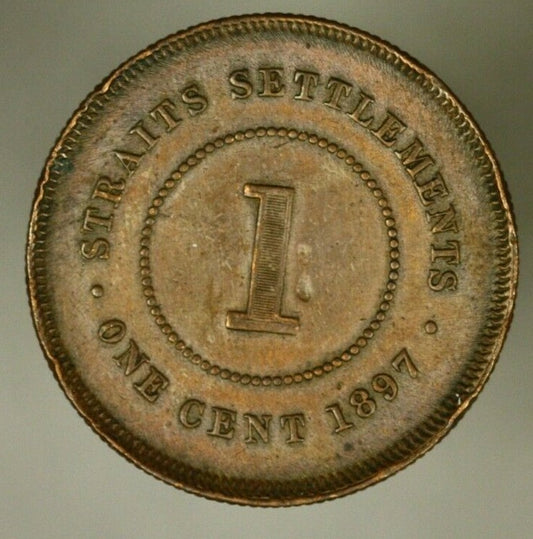 STRAITS SETTLEMENTS
1
· ONE CENT 1897 ·